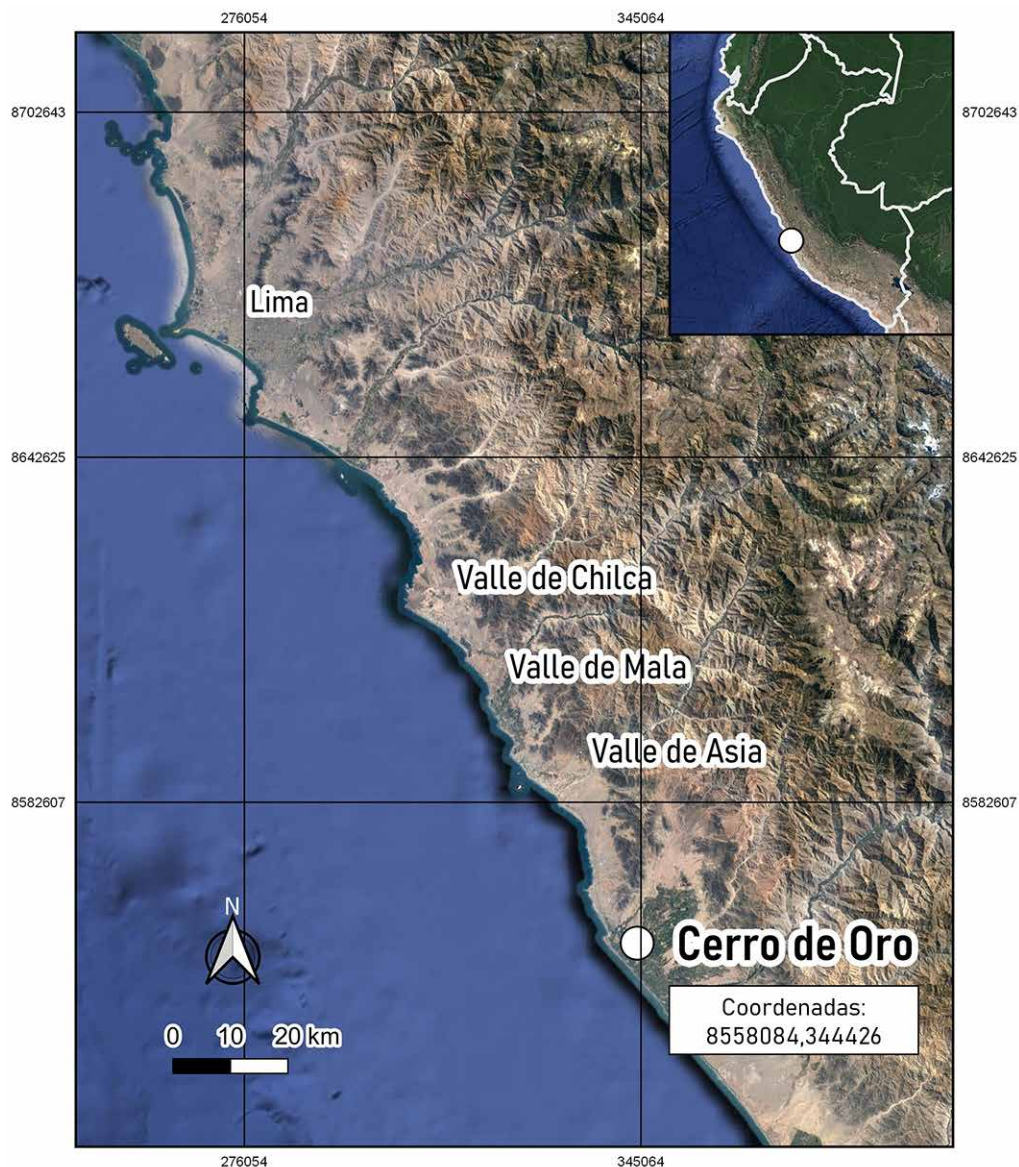 276054
345064
8702643
8702643
Lima
8642625
8642625
Valle de Chilca
Valle de Mala
Valle de Asia
8582607
8582607
N
Cerro de Oro
Coordenadas:
8558084,344426
0 10 20 km
276054
345064